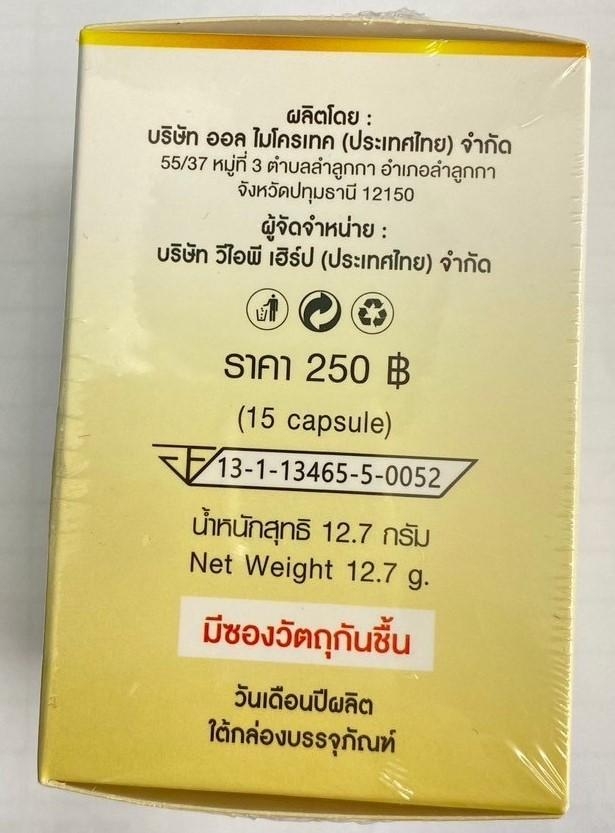 ผลิตโดย :
บริษัท ออล ไมโครเทค (ประเทศไทย) จำกัด
55/37 หมู่ที่ 3 ตำบลลำลูกกา อำเภอลำลูกกา
จังหวัดปทุมธานี 12150
ผู้จัดจำหน่าย :
บริษัท วีไอพี เฮิร์ป (ประเทศไทย) จำกัด
ราคา 250 ฿
(15 capsule)
13-1-13465-5-0052
น้ำหนักสุทธิ 12.7 กรัม
Net Weight 12.7 g.
มีซองวัตถุกันชื้น
วันเดือนปีผลิต
ใต้กล่องบรรจุภัณฑ์